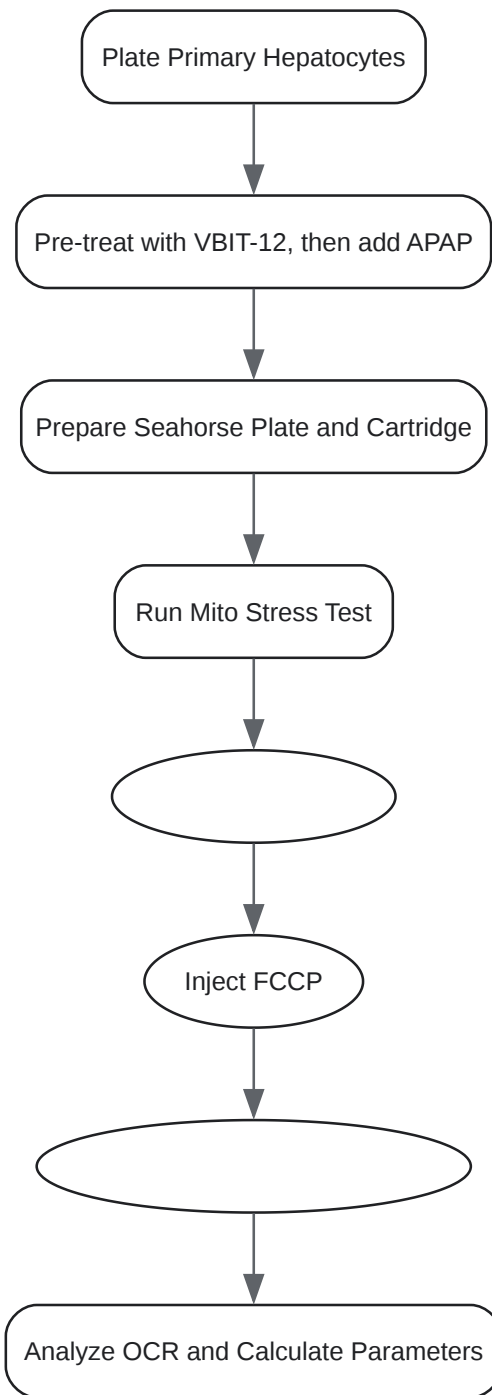 Plate Primary Hepatocytes
Pre-treat with VBIT-12, then add APAP
Prepare Seahorse Plate and Cartridge
Run Mito Stress Test
Inject FCCP
Analyze OCR and Calculate Parameters